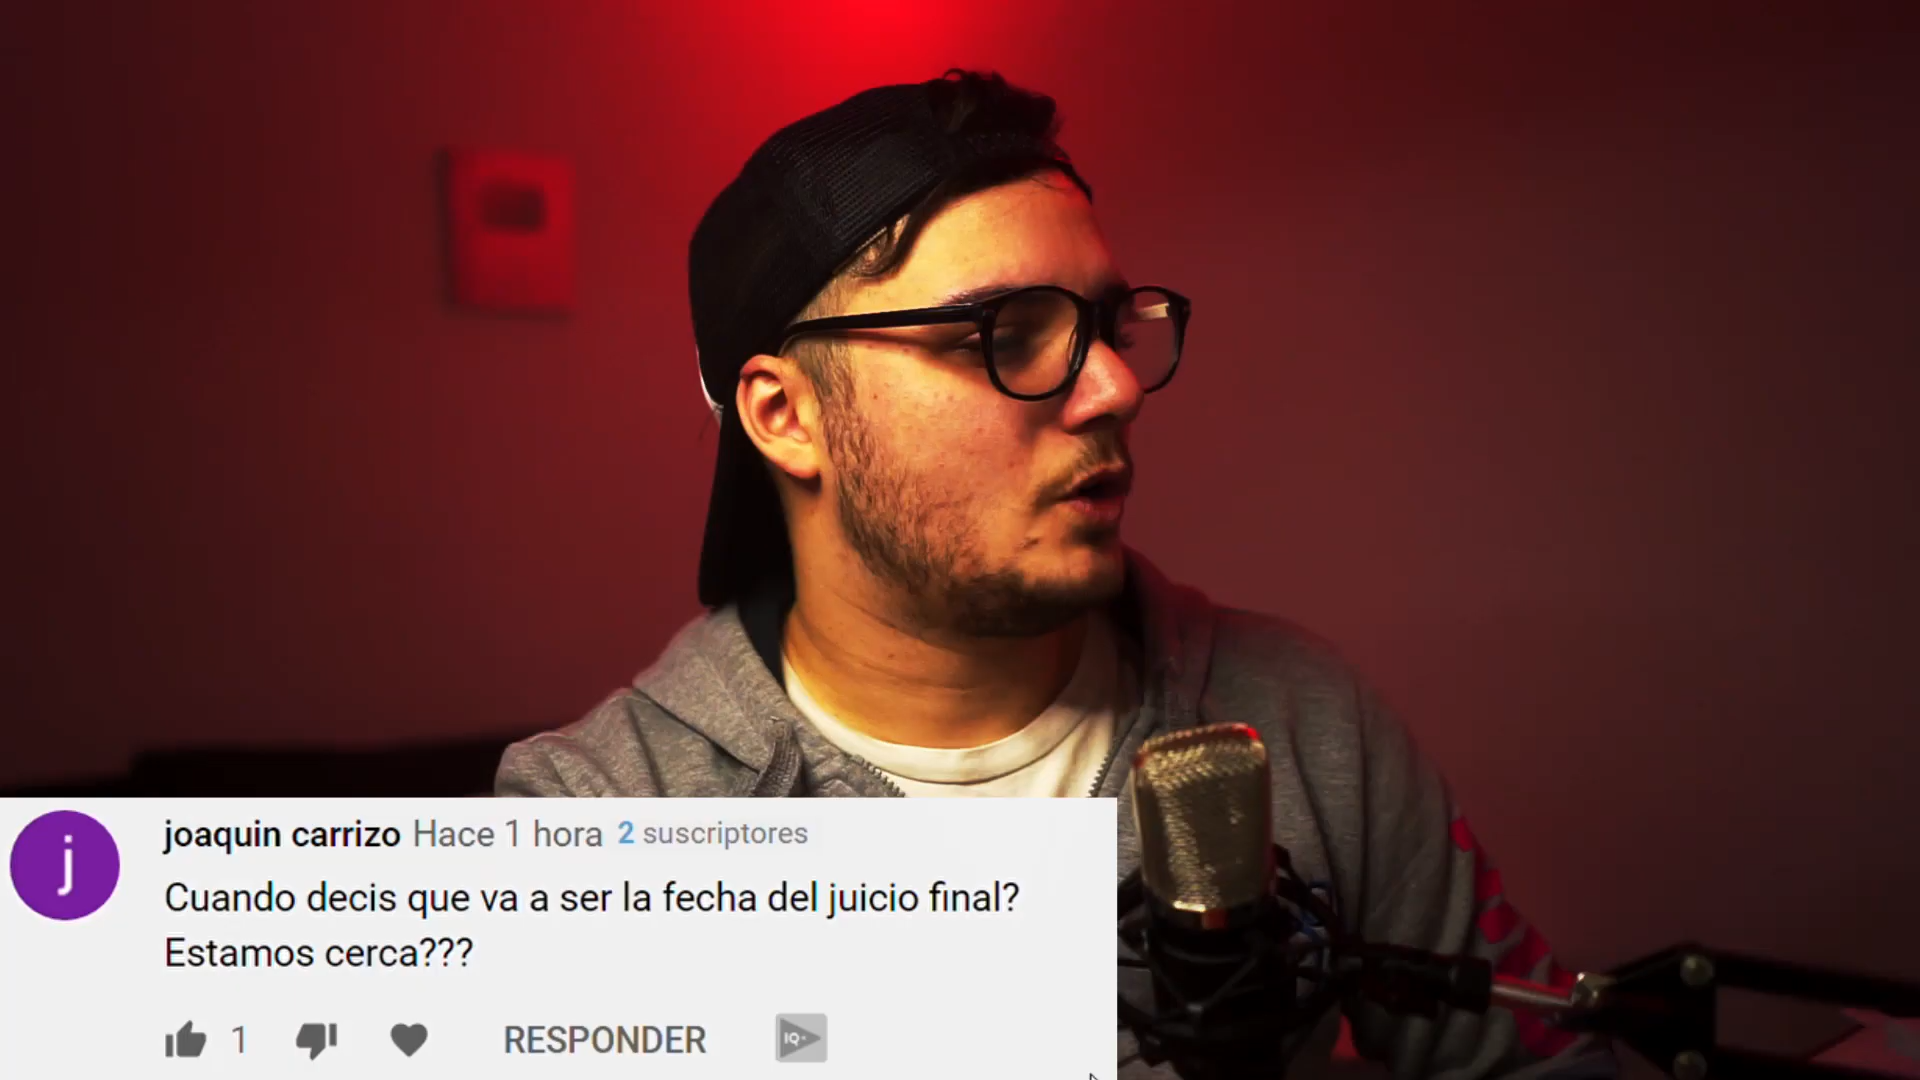 j
joaquin carrizo Hace 1 hora 2 suscriptores
Cuando decis que va a ser la fecha del juicio final?
Estamos cerca???
1 RESPONDER IQ